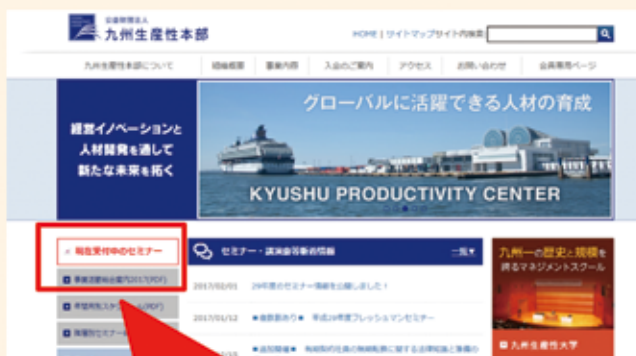 公益財団法人
九州生産性本部
HOME | サイトマップ サイト内検索
九州生産性本部について 組織概要 事業内容 入会のご案内 アクセス お問い合わせ 会員専用ページ
グローバルに活躍できる人材の育成
経営イノベーションと
人材開発を通して
新たな未来を拓く
KYUSHU PRODUCTIVITY CENTER
現在受付中のセミナー
セミナー・講演会等新着情報 一覧
九州一の歴史と規模を
誇るマネジメントスクール
2017/02/01 29年度のセミナー情報を公開しました！
2017/01/12 平成29年度フレッシュマンセミナー
九州生産性大学